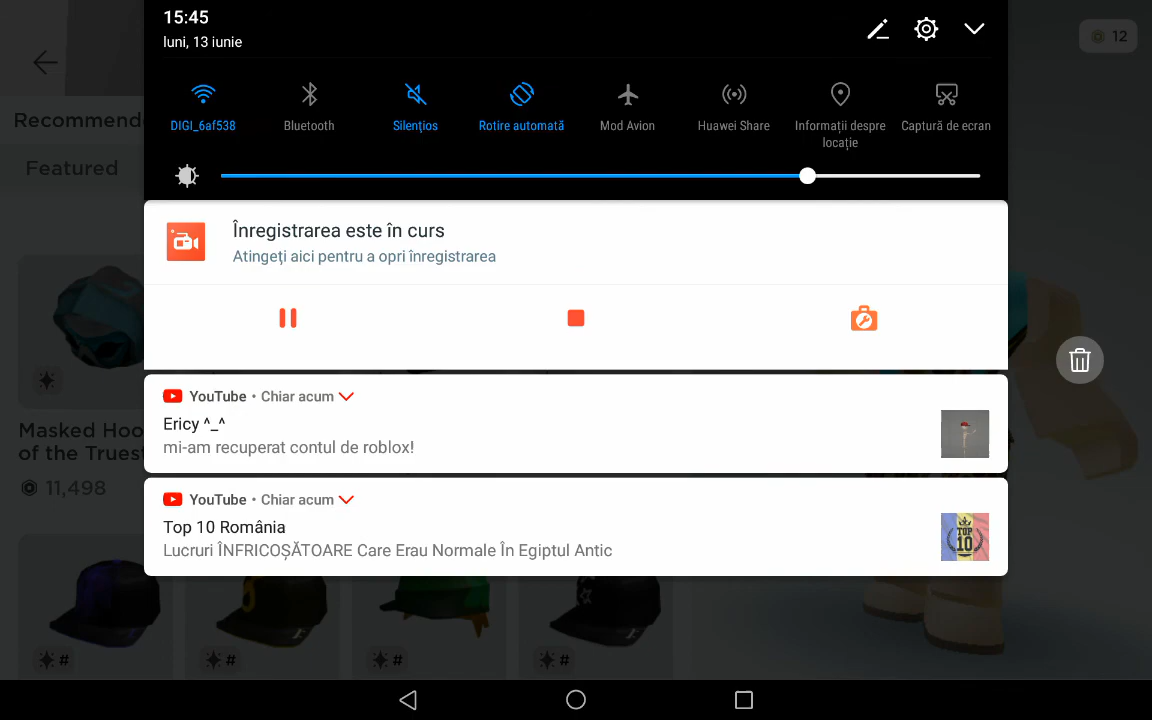 15:45
luni, 13 iunie
12
Recommend
Featured
DIGI_6af538
Bluetooth
Silențios
Rotire automată
Mod Avion
Huawei Share
Informații despre
locație
Captură de ecran
Înregistrarea este în curs
Atingeți aici pentru a opri înregistrarea
YouTube • Chiar acum
Ericy ^_^
mi-am recuperat contul de roblox!
YouTube • Chiar acum
Top 10 România
Lucruri ÎNFRICOȘĂTOARE Care Erau Normale În Egiptul Antic
TOP
10
Masked Hoo
of the Truest
11,498
#
#
#
#